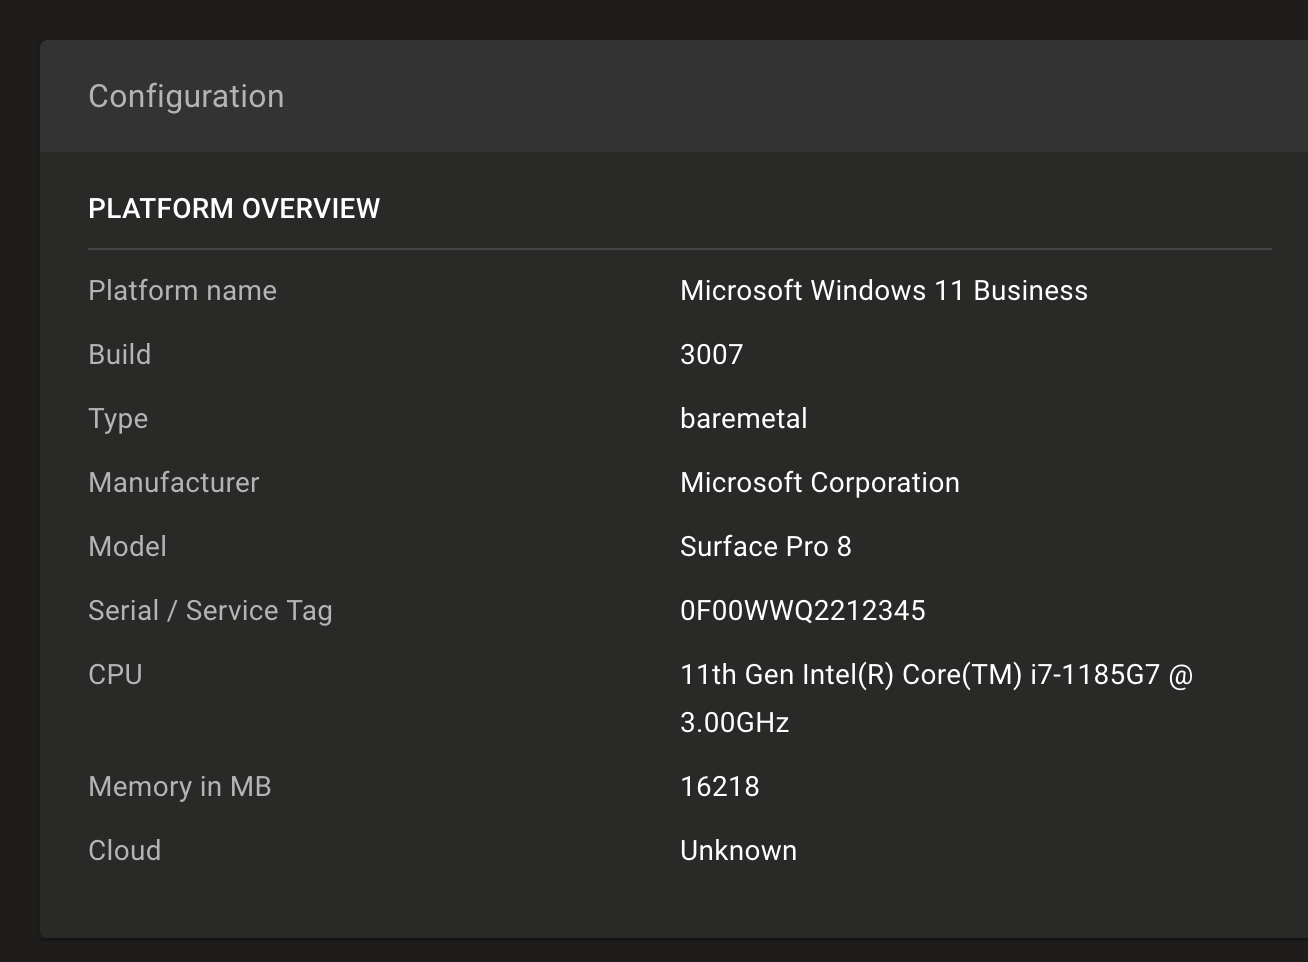 Configuration
PLATFORM OVERVIEW
Platform name Microsoft Windows 11 Business
Build 3007
Type baremetal
Manufacturer Microsoft Corporation
Model Surface Pro 8
Serial / Service Tag 0F00WWQ2212345
CPU 11th Gen Intel(R) Core(TM) i7-1185G7 @
3.00GHz
Memory in MB 16218
Cloud Unknown